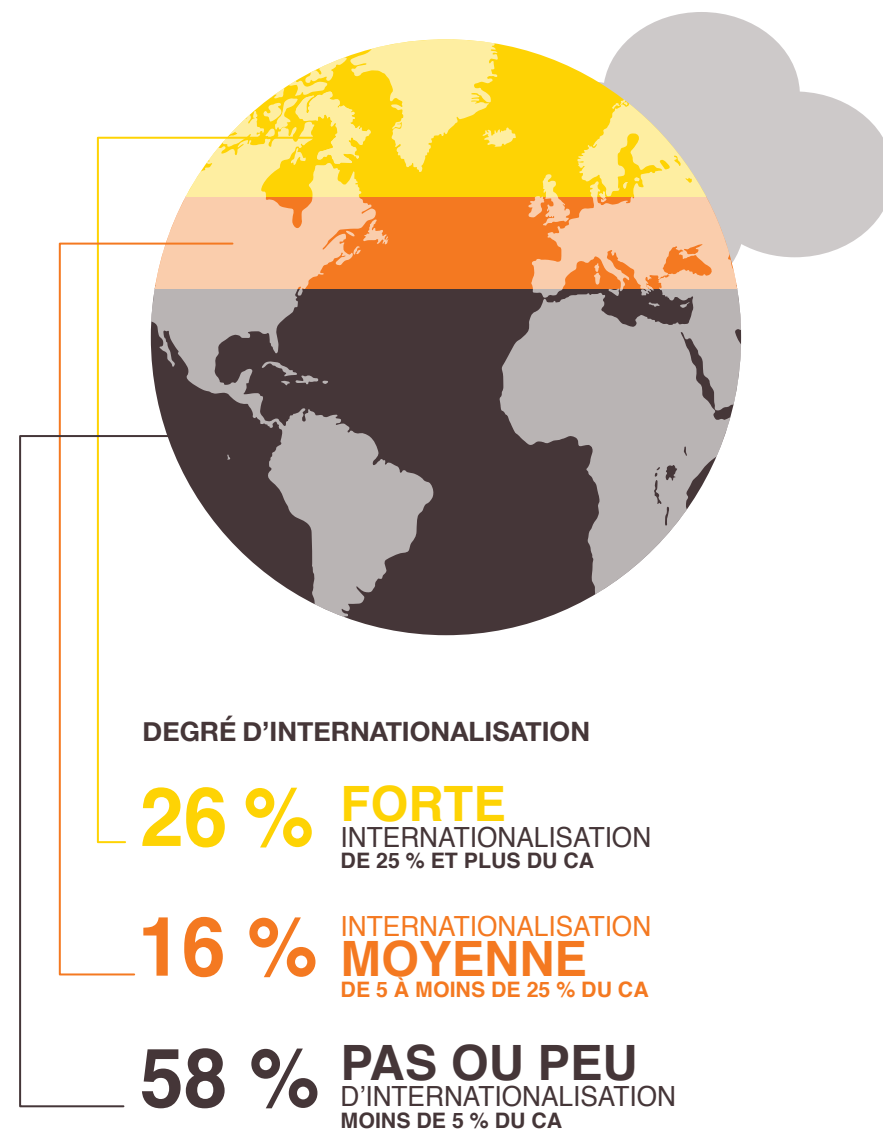 DEGRÉ D'INTERNATIONALISATION
26 % FORTE
INTERNATIONALISATION
DE 25 % ET PLUS DU CA
16 % INTERNATIONALISATION
MOYENNE
DE 5 À MOINS DE 25 % DU CA
58 % PAS OU PEU
D'INTERNATIONALISATION
MOINS DE 5 % DU CA